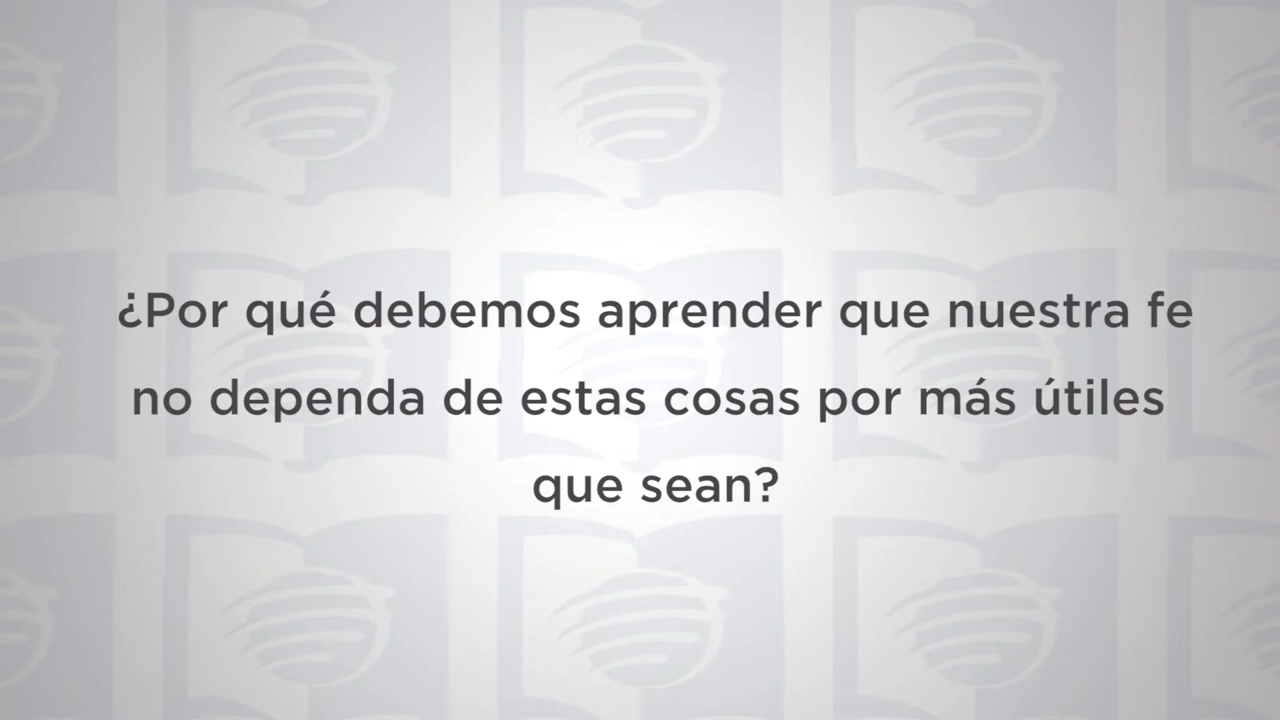 ¿Por qué debemos aprender que nuestra fe
no dependa de estas cosas por más útiles
que sean?